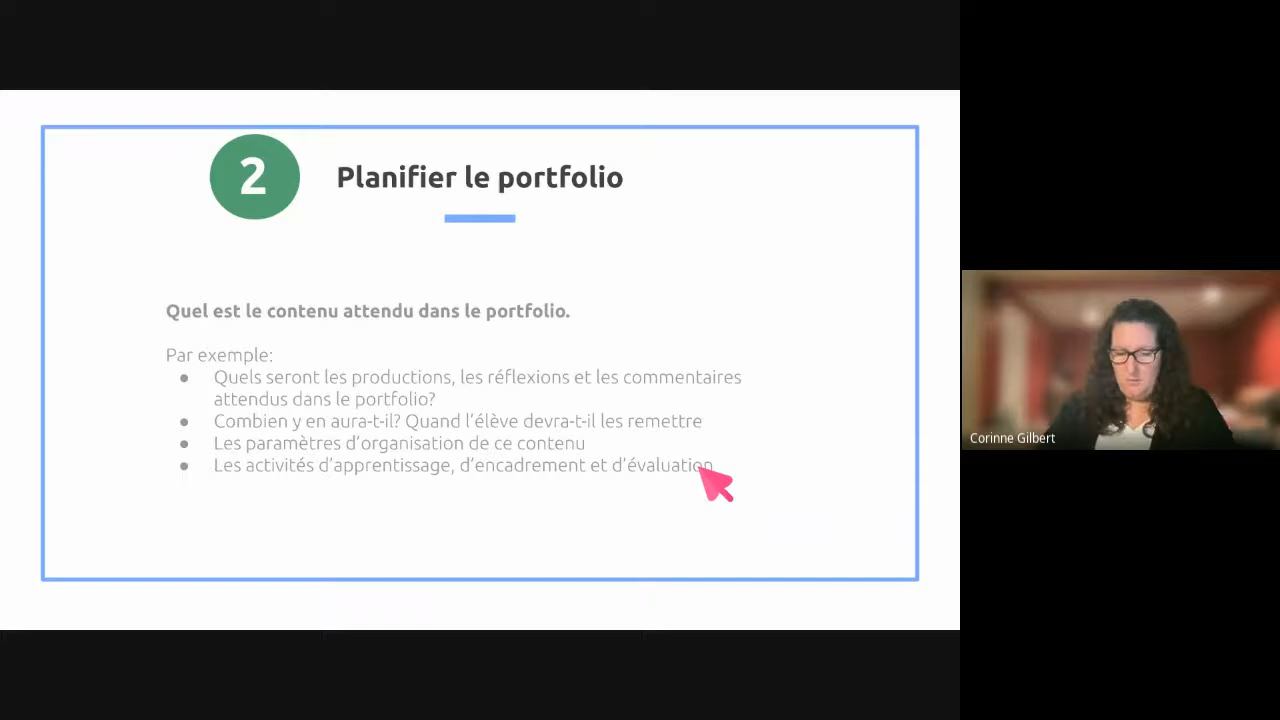 2
Planifier le portfolio
Quel est le contenu attendu dans le portfolio.
Par exemple:
● Quels seront les productions, les réflexions et les commentaires
attendus dans le portfolio?
● Combien y en aura-t-il? Quand l'élève devra-t-il les remettre
● Les paramètres d'organisation de ce contenu
● Les activités d'apprentissage, d'encadrement et d'évaluation
Corinne Gilbert